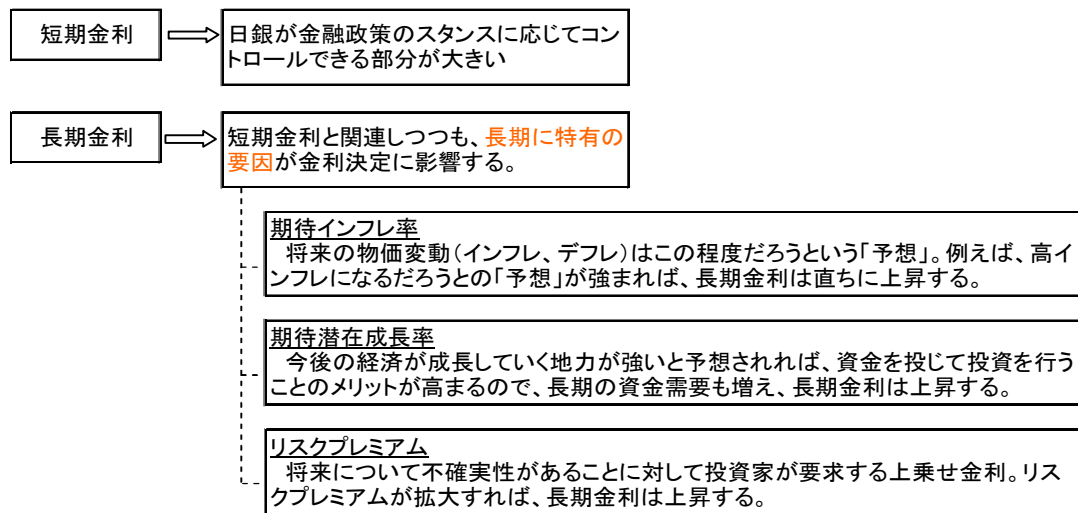 短期金利
日銀が金融政策のスタンスに応じてコン
トロールできる部分が大きい
長期金利
短期金利と関連しつつも、長期に特有の
要因が金利決定に影響する。
期待インフレ率
将来の物価変動(インフレ、デフレ)はこの程度だろうという「予想」。例えば、高イ
ンフレになるだろうとの「予想」が強まれば、長期金利は直ちに上昇する。
期待潜在成長率
今後の経済が成長していく地力が強いと予想されれば、資金を投じて投資を行う
ことのメリットが高まるので、長期の資金需要も増え、長期金利は上昇する。
リスクプレミアム
将来について不確実性があることに対して投資家が要求する上乗せ金利。リス
クプレミアムが拡大すれば、長期金利は上昇する。